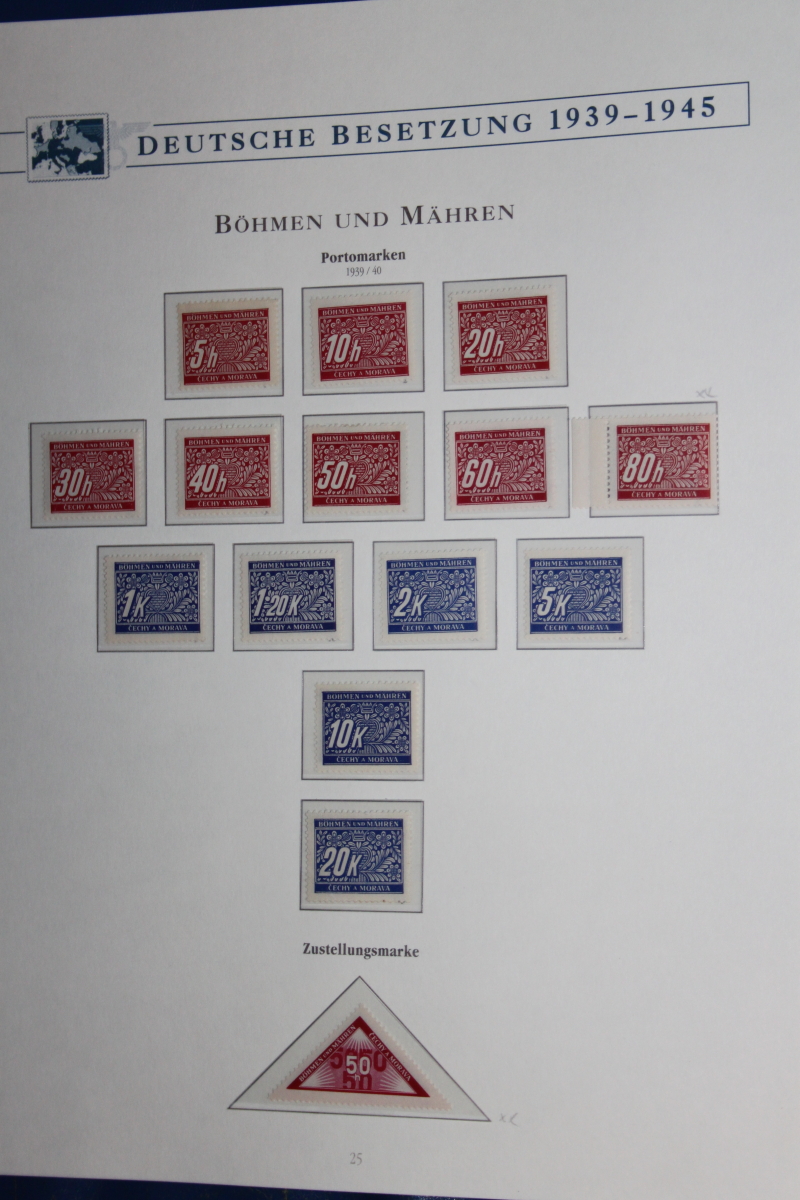 DEUTSCHE BESETZUNG 1939–1945
BÖHMEN UND MÄHREN
Portomarken
1939 / 40
BÖHMEN UND MÄHREN
5h
ČECHY A MORAVA
BÖHMEN UND MÄHREN
10h
ČECHY A MORAVA
BÖHMEN UND MÄHREN
20h
ČECHY A MORAVA
BÖHMEN UND MÄHREN
30h
ČECHY A MORAVA
BÖHMEN UND MÄHREN
40h
ČECHY A MORAVA
BÖHMEN UND MÄHREN
50h
ČECHY A MORAVA
BÖHMEN UND MÄHREN
60h
ČECHY A MORAVA
BÖHMEN UND MÄHREN
80h
ČECHY A MORAVA
BÖHMEN UND MÄHREN
1K
ČECHY A MORAVA
BÖHMEN UND MÄHREN
1·20K
ČECHY A MORAVA
BÖHMEN UND MÄHREN
2K
ČECHY A MORAVA
BÖHMEN UND MÄHREN
5K
ČECHY A MORAVA
BÖHMEN UND MÄHREN
10K
ČECHY A MORAVA
BÖHMEN UND MÄHREN
20K
ČECHY A MORAVA
Zustellungsmarke
BÖHMEN UND MÄHREN
ČECHY A MORAVA
50
h
50
50
50
25